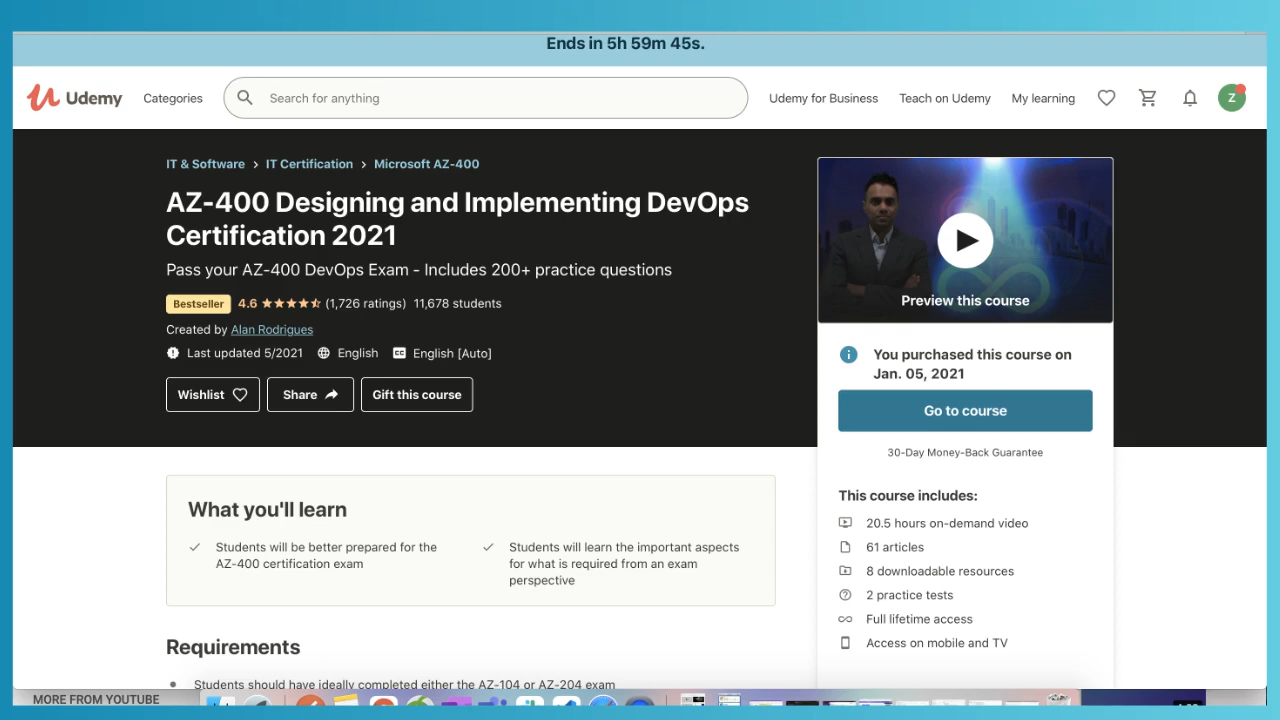 Ends in 5h 59m 45s.
Udemy
Categories
Search for anything
Udemy for Business
Teach on Udemy
My learning
Z
IT & Software > IT Certification > Microsoft AZ-400
AZ-400 Designing and Implementing DevOps
Certification 2021
Pass your AZ-400 DevOps Exam - Includes 200+ practice questions
Bestseller 4.6 (1,726 ratings) 11,678 students
Created by Alan Rodrigues
Last updated 5/2021 English CC English [Auto]
Wishlist
Share
Gift this course
Preview this course
You purchased this course on
Jan. 05, 2021
Go to course
30-Day Money-Back Guarantee
This course includes:
20.5 hours on-demand video
61 articles
8 downloadable resources
2 practice tests
Full lifetime access
Access on mobile and TV
What you'll learn
Students will be better prepared for the
AZ-400 certification exam
Students will learn the important aspects
for what is required from an exam
perspective
Requirements
Students should have ideally completed either the AZ-104 or AZ-204 exam
MORE FROM YOUTUBE